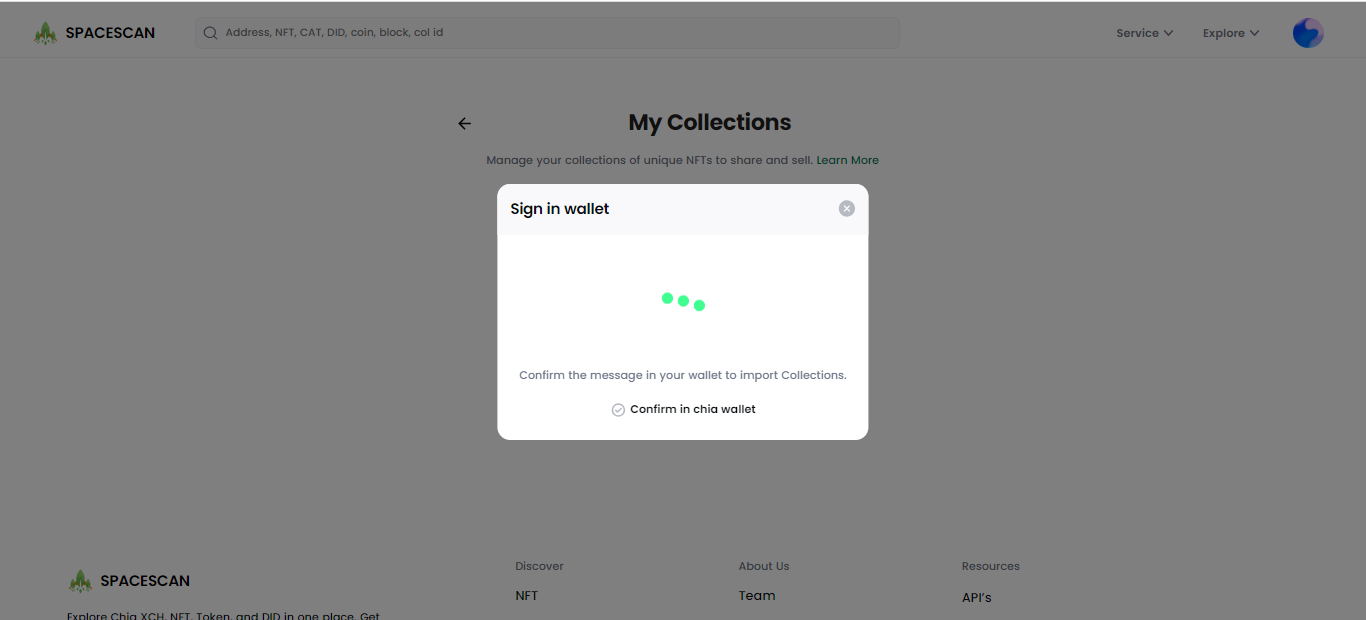 SPACESCAN
Address, NFT, CAT, DID, coin, block, col id
Service
Explore
My Collections
Manage your collections of unique NFTs to share and sell. Learn More
Sign in wallet
Confirm the message in your wallet to import Collections.
Confirm in chia wallet
SPACESCAN
Explore Chia XCH, NFT, Token, and DID in one place. Get
Discover
NFT
About Us
Team
Resources
API's